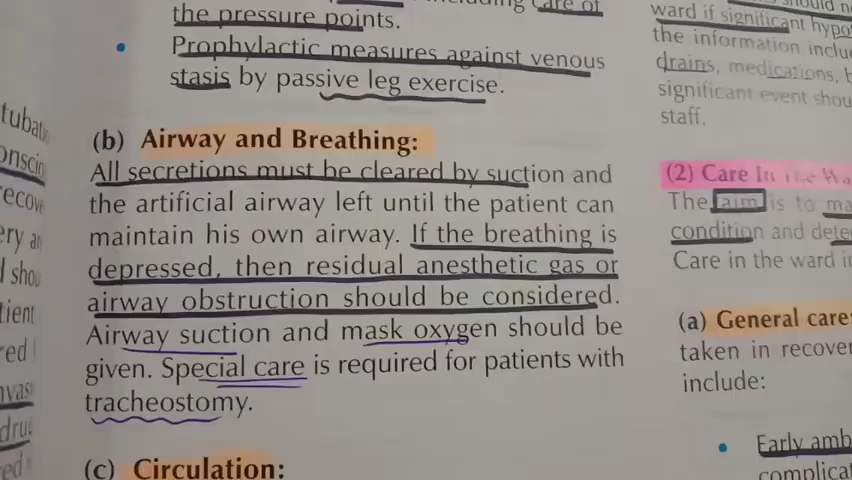 care of
the pressure points.
• Prophylactic measures against venous
stasis by passive leg exercise.
(b) Airway and Breathing:
All secretions must be cleared by suction and
the artificial airway left until the patient can
maintain his own airway. If the breathing is
depressed, then residual anesthetic gas or
airway obstruction should be considered.
Airway suction and mask oxygen should be
given. Special care is required for patients with
tracheostomy.
(c) Circulation:
ward if significant
the information
drains, medications,
significant event
staff.
(2) Care In
The aim is to
condition and
Care in the ward
(a) General care:
taken in
include:
• Early